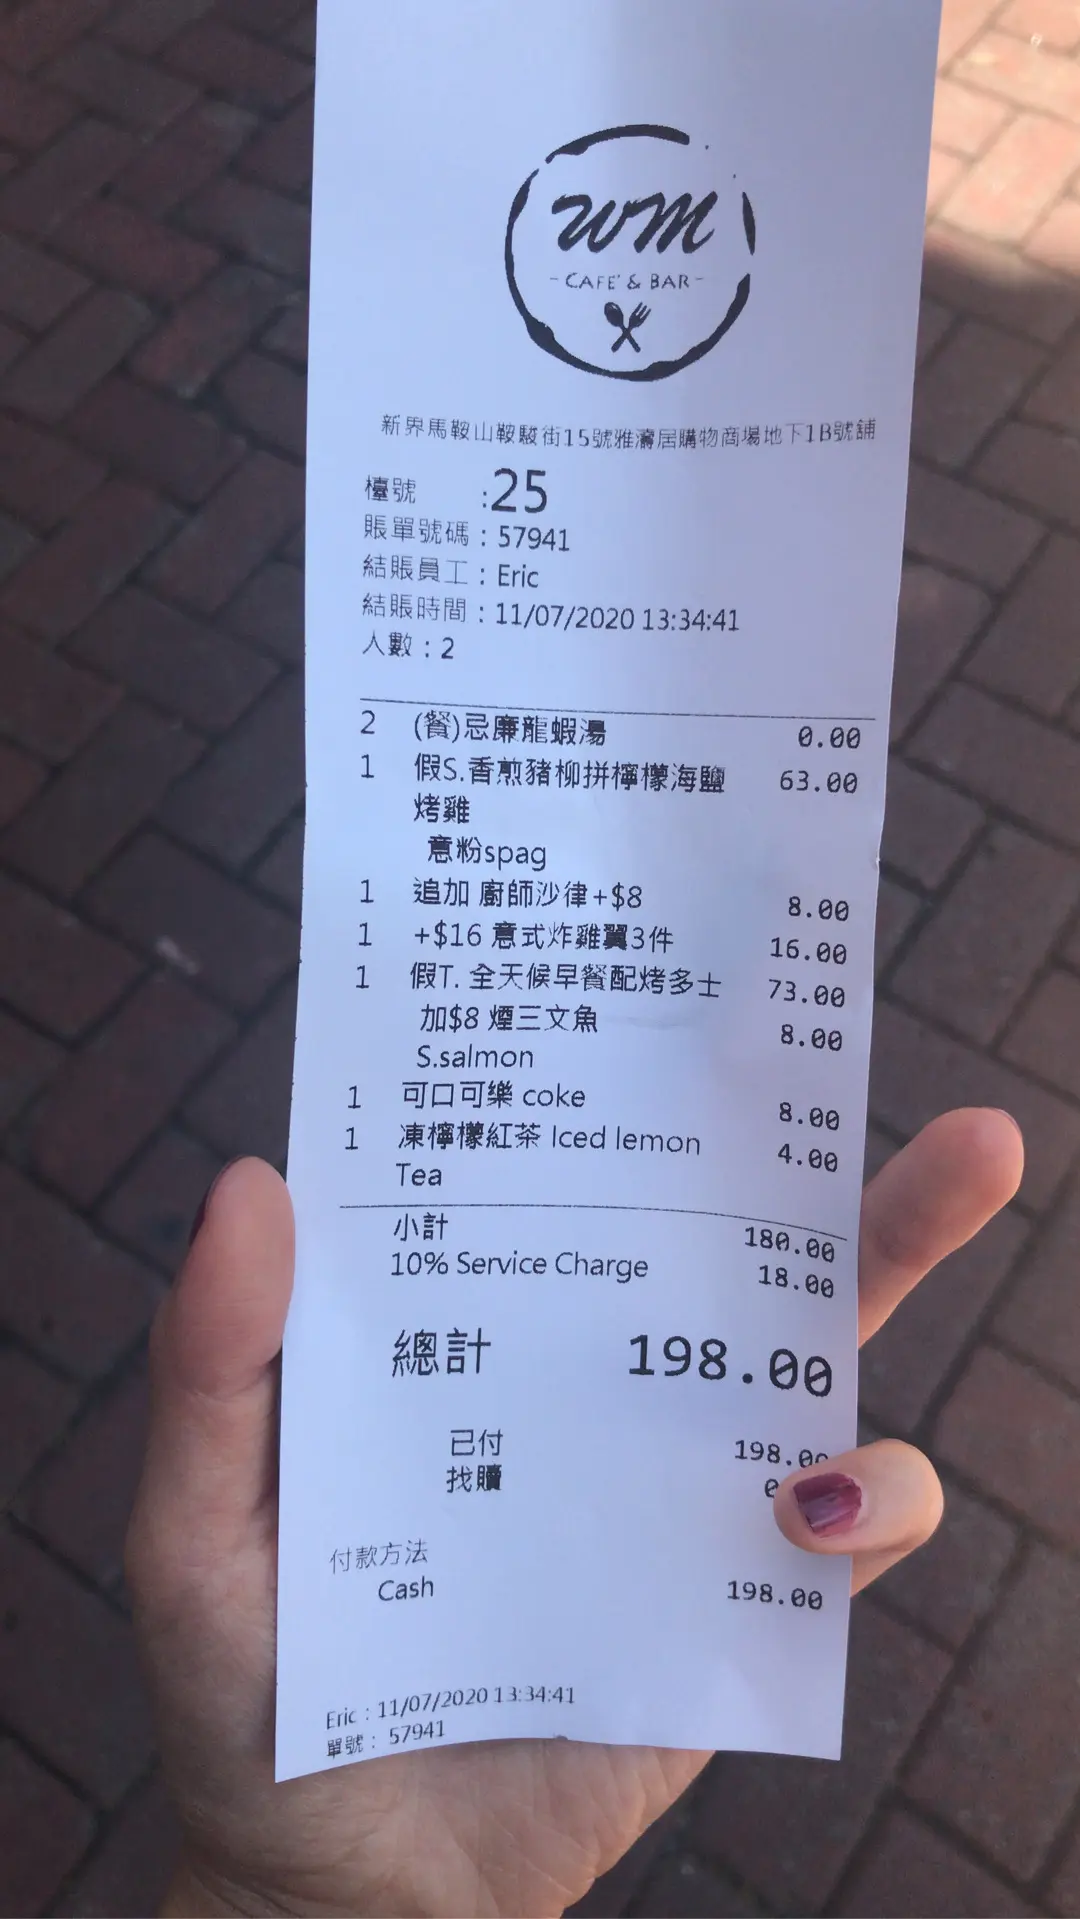 wm
- CAFE' & BAR -
新界馬鞍山鞍駿街15號雅濤居購物商場地下1B號舖
檯號 :25
賬單號碼 : 57941
結賬員工 : Eric
結賬時間 : 11/07/2020 13:34:41
人數 : 2
2 (餐)忌廉龍蝦湯 0.00
1 假S.香煎豬柳拼檸檬海鹽 63.00
烤雞
意粉spag
1 追加 廚師沙律+$8 8.00
1 +$16 意式炸雞翼3件 16.00
1 假T. 全天候早餐配烤多士 73.00
加$8 煙三文魚 8.00
S.salmon
1 可口可樂 coke 8.00
1 凍檸檬紅茶 Iced lemon 4.00
Tea
小計 180.00
10% Service Charge 18.00
總計 198.00
已付 198.00
找贖
付款方法
Cash 198.00
Eric : 11/07/2020 13:34:41
單號 : 57941